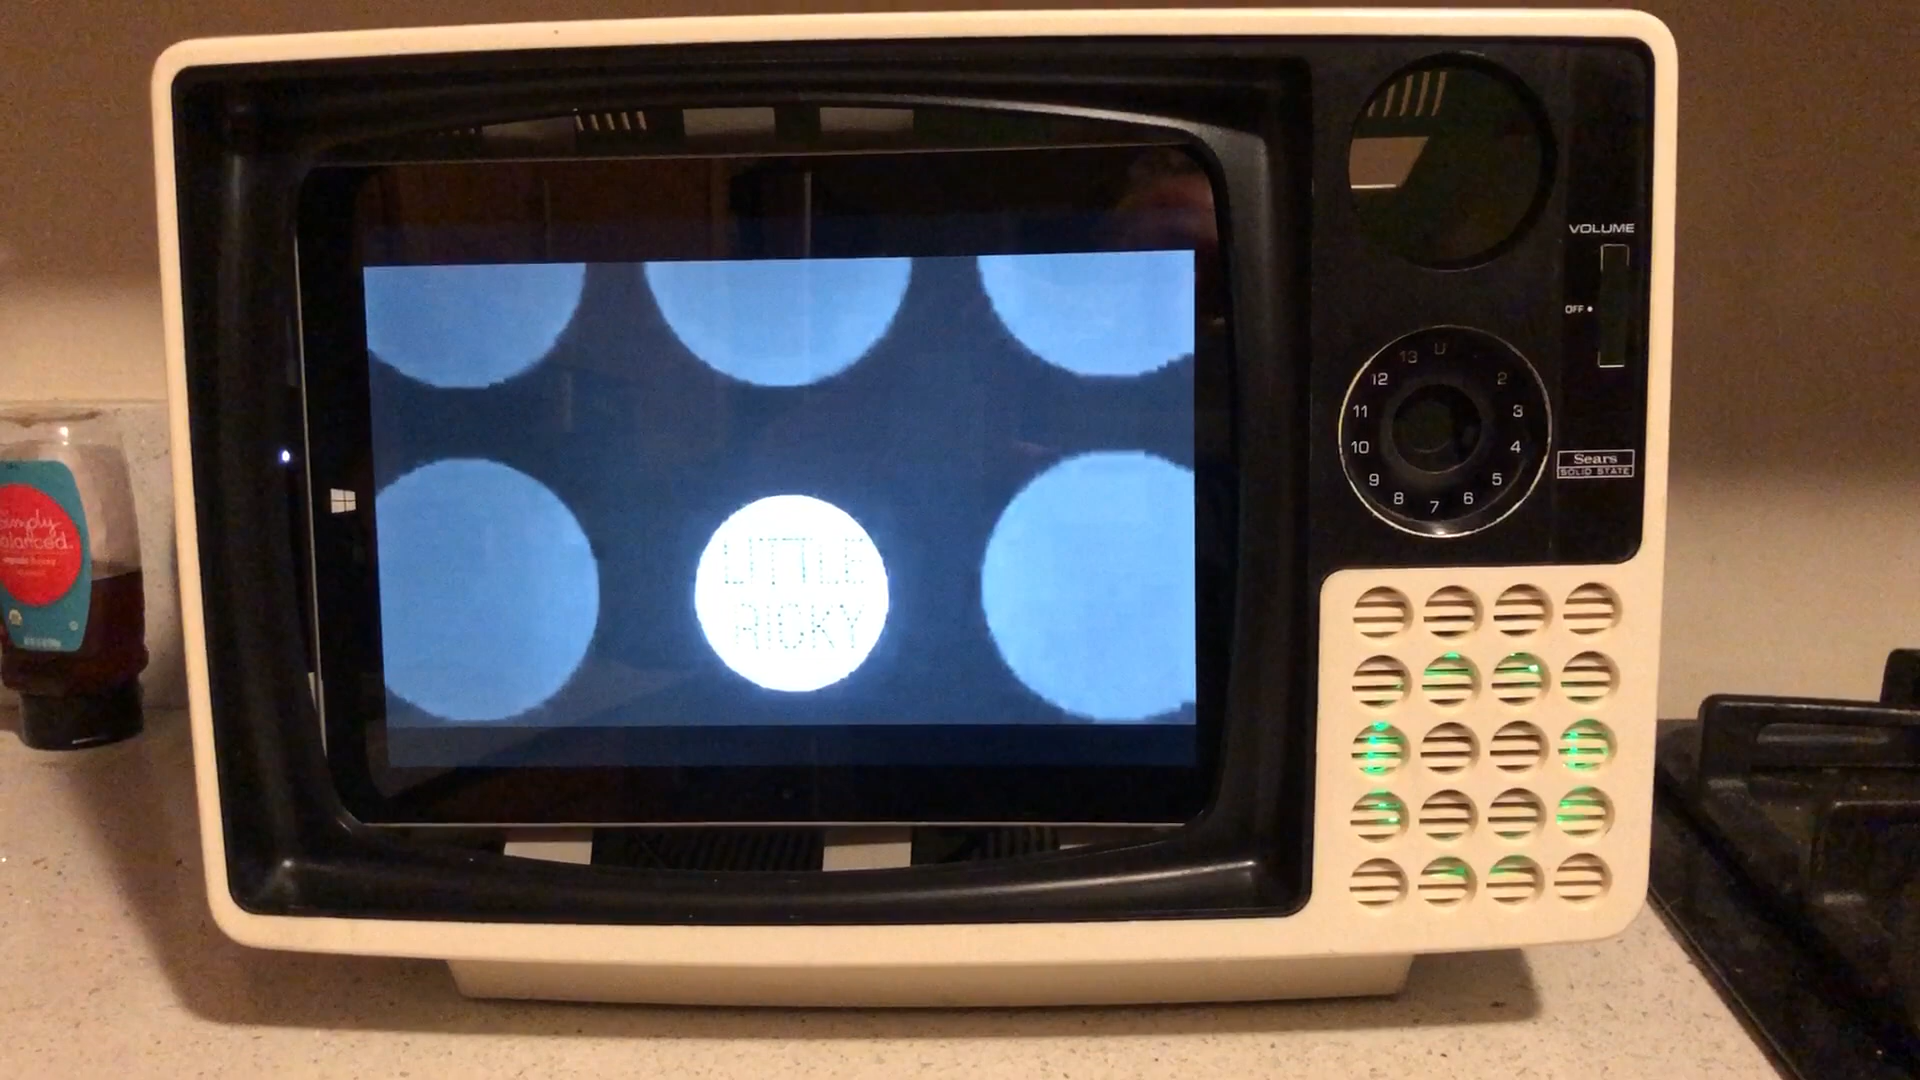 LITTLE
RICKY
VOLUME
OFF
13 U
12 2
11 3
10 4
9 5
8 7 6
Sears
SOLID STATE
Simply
balanced.